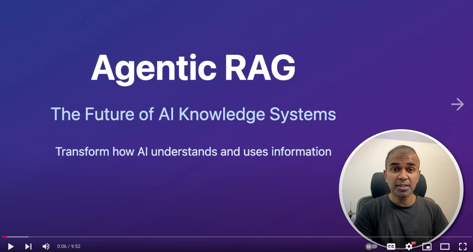 Agentic RAG
The Future of AI Knowledge Systems
Transform how AI understands and uses information
0:06 / 9:52